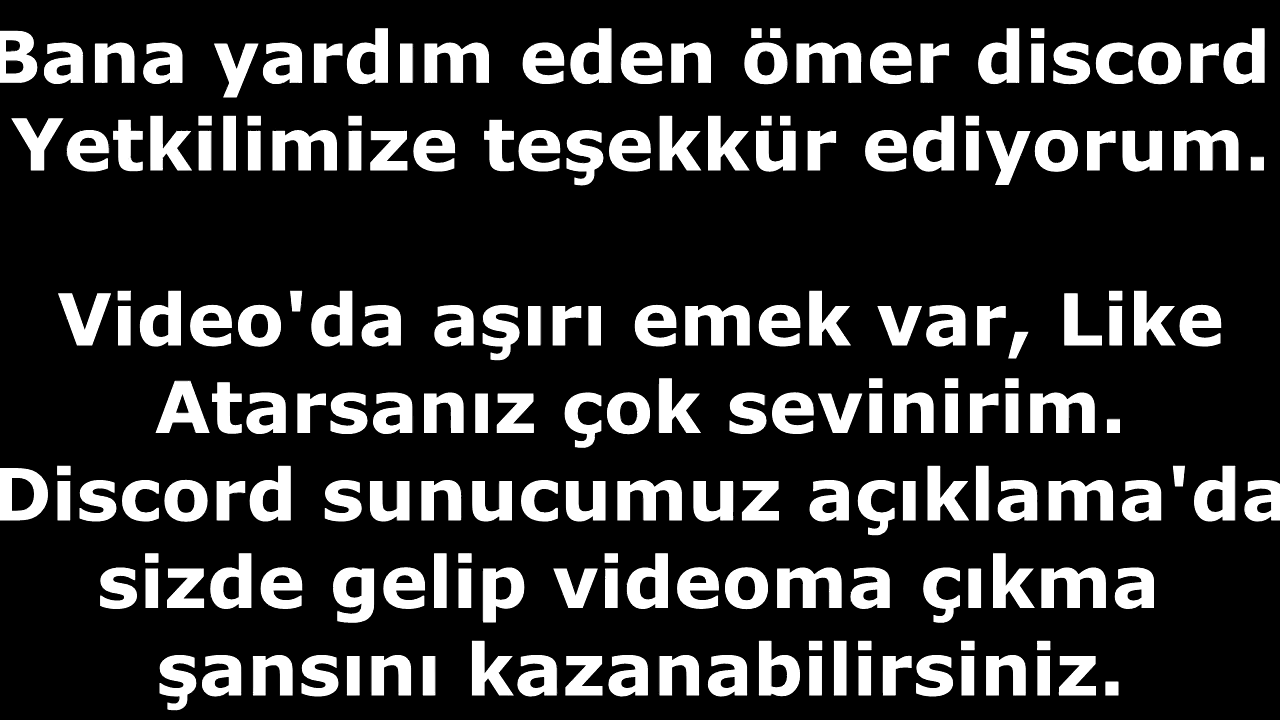 Bana yardım eden ömer discord
Yetkilimize teşekkür ediyorum.
Video'da aşırı emek var, Like
Atarsanız çok sevinirim.
Discord sunucumuz açıklama'da
sizde gelip videoma çıkma
şansını kazanabilirsiniz.